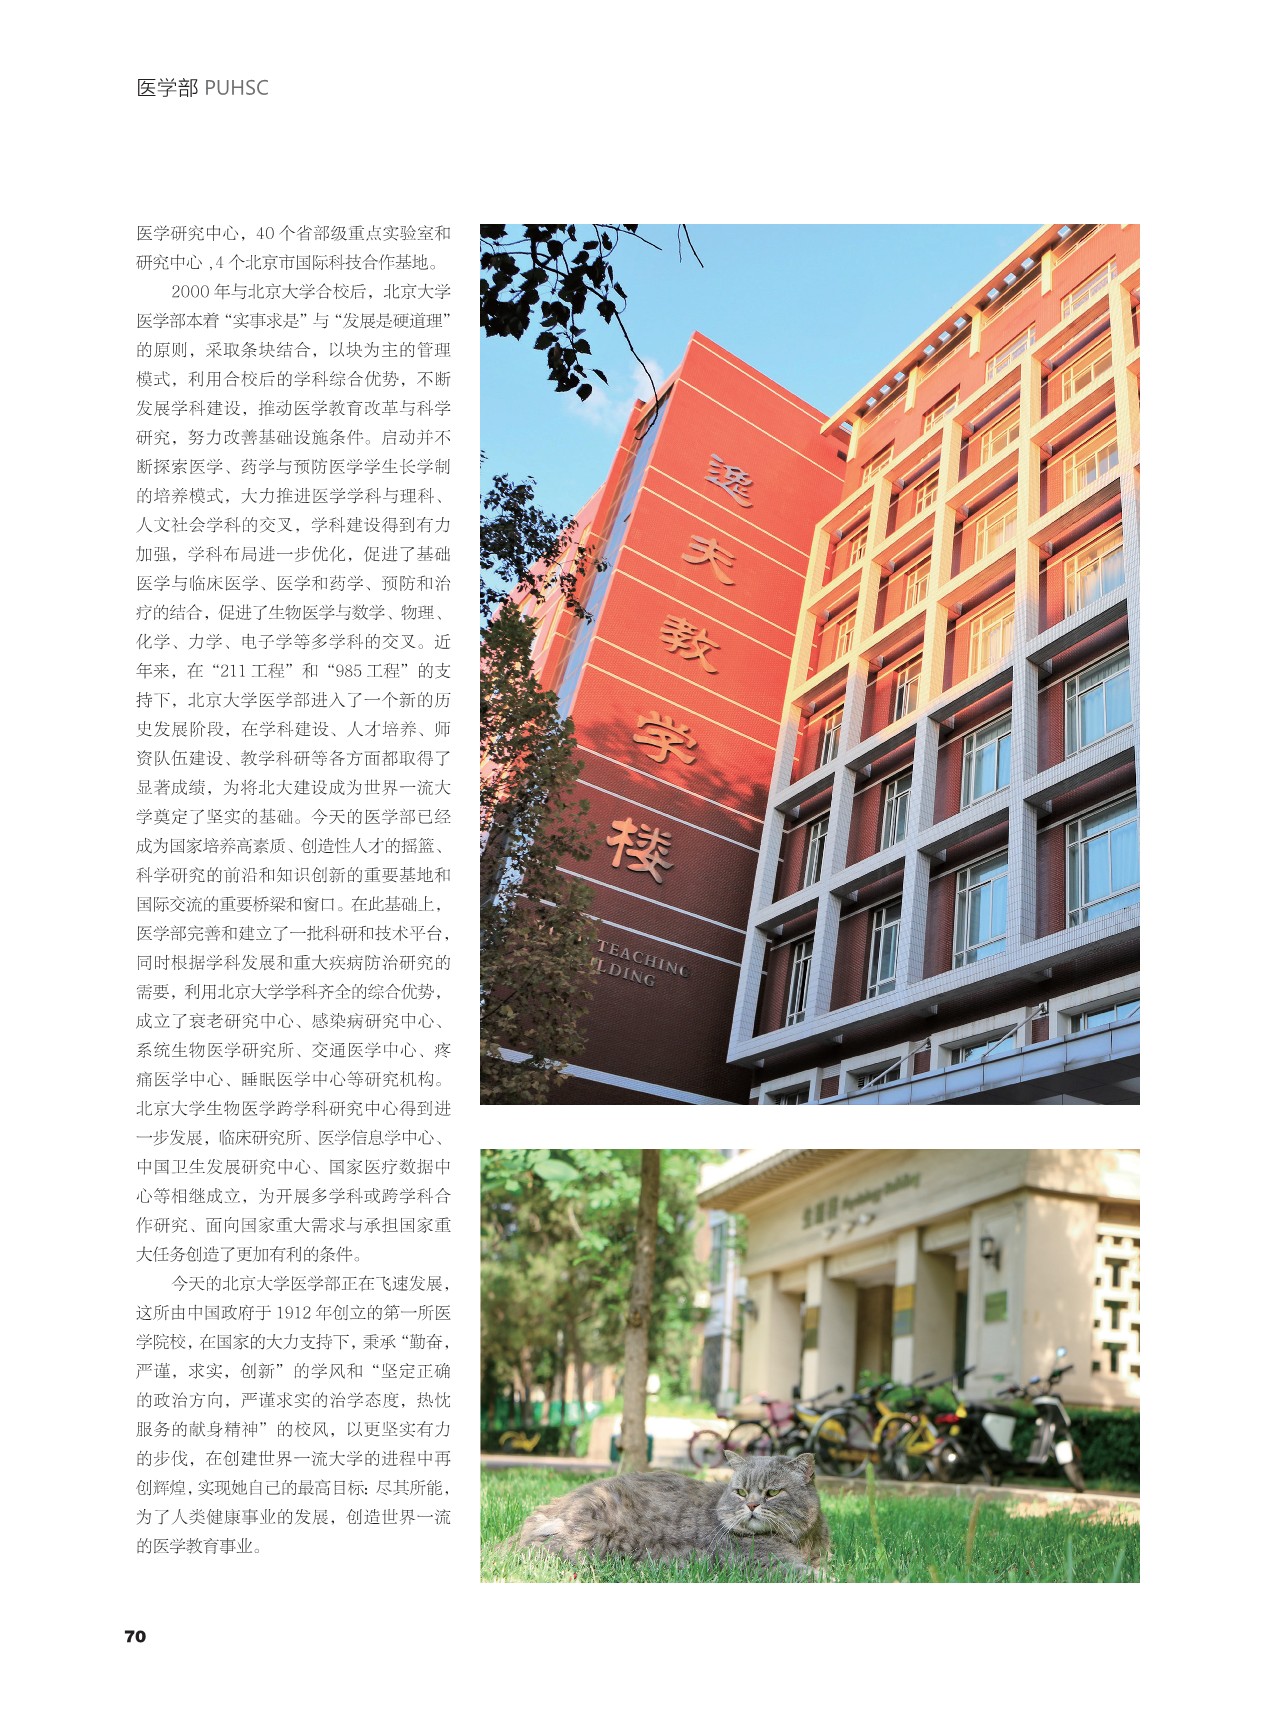 医学部 PUHSC
医学研究中心，40 个省部级重点实验室和
研究中心 ,4 个北京市国际科技合作基地。
2000 年与北京大学合校后，北京大学
医学部本着“实事求是”与“发展是硬道理”
的原则，采取条块结合，以块为主的管理
模式，利用合校后的学科综合优势，不断
发展学科建设，推动医学教育改革与科学
研究，努力改善基础设施条件。启动并不
断探索医学、药学与预防医学学生长学制
的培养模式，大力推进医学学科与理科、
人文社会学科的交叉，学科建设得到有力
加强，学科布局进一步优化，促进了基础
医学与临床医学、医学和药学、预防和治
疗的结合，促进了生物医学与数学、物理、
化学、力学、电子学等多学科的交叉。近
年来，在“211 工程”和“985 工程”的支
持下，北京大学医学部进入了一个新的历
史发展阶段，在学科建设、人才培养、师
资队伍建设、教学科研等各方面都取得了
显著成绩，为将北大建设成为世界一流大
学奠定了坚实的基础。今天的医学部已经
成为国家培养高素质、创造性人才的摇篮、
科学研究的前沿和知识创新的重要基地和
国际交流的重要桥梁和窗口。在此基础上，
医学部完善和建立了一批科研和技术平台，
同时根据学科发展和重大疾病防治研究的
需要，利用北京大学学科齐全的综合优势，
成立了衰老研究中心、感染病研究中心、
系统生物医学研究所、交通医学中心、疼
痛医学中心、睡眠医学中心等研究机构。
北京大学生物医学跨学科研究中心得到进
一步发展，临床研究所、医学信息学中心、
中国卫生发展研究中心、国家医疗数据中
心等相继成立，为开展多学科或跨学科合
作研究、面向国家重大需求与承担国家重
大任务创造了更加有利的条件。
今天的北京大学医学部正在飞速发展，
这所由中国政府于 1912 年创立的第一所医
学院校，在国家的大力支持下，秉承“勤奋，
严谨，求实，创新”的学风和“坚定正确
的政治方向，严谨求实的治学态度，热忱
服务的献身精神”的校风，以更坚实有力
的步伐，在创建世界一流大学的进程中再
创辉煌，实现她自己的最高目标：尽其所能，
为了人类健康事业的发展，创造世界一流
的医学教育事业。
逸夫教学楼
TEACHING
LDING
70